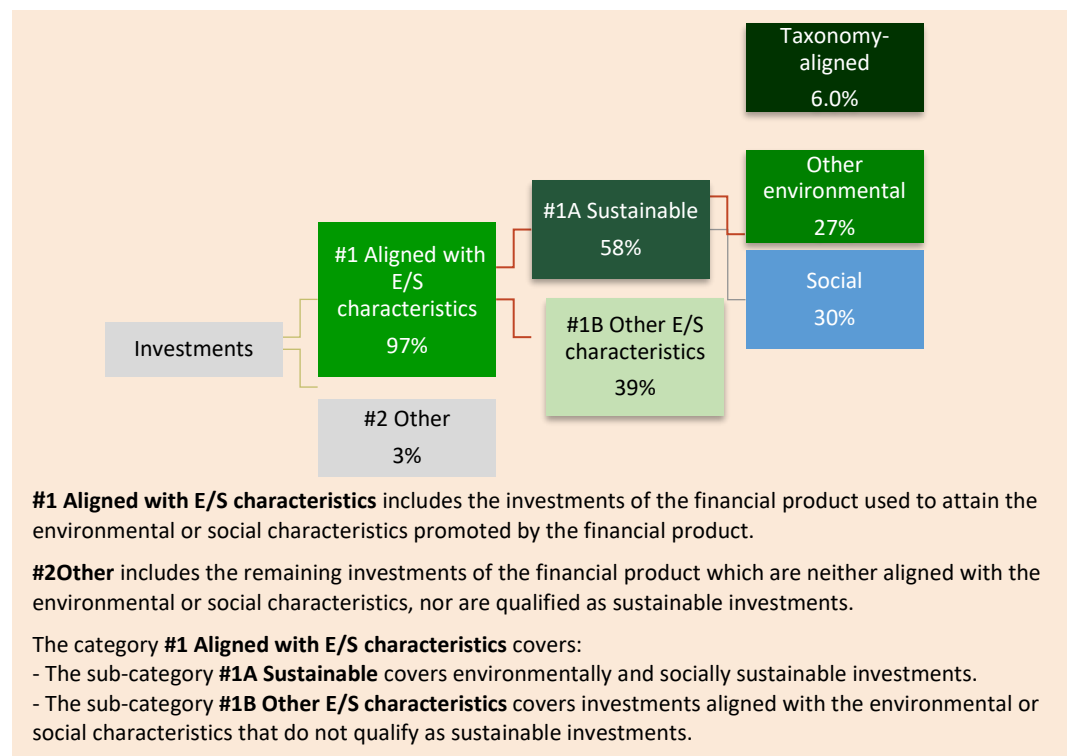 Taxonomy-
aligned
6.0%
Other
environmental
27%
#1A Sustainable
58%
Social
30%
#1 Aligned with
E/S
characteristics
97%
#1B Other E/S
characteristics
39%
Investments
#2 Other
3%
#1 Aligned with E/S characteristics includes the investments of the financial product used to attain the
environmental or social characteristics promoted by the financial product.
#2Other includes the remaining investments of the financial product which are neither aligned with the
environmental or social characteristics, nor are qualified as sustainable investments.
The category #1 Aligned with E/S characteristics covers:
- The sub-category #1A Sustainable covers environmentally and socially sustainable investments.
- The sub-category #1B Other E/S characteristics covers investments aligned with the environmental or
social characteristics that do not qualify as sustainable investments.